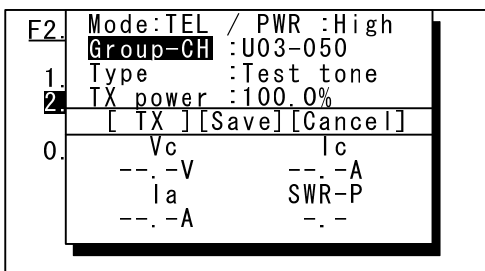 F2.
Mode:TEL / PWR :High
Group-CH :U03-050
1.
Type :Test tone
2.
TX power :100.0%
[ TX ][Save][Cancel]
0.
Vc Ic
--.-V --.-A
Ia SWR-P
--.-A -.-